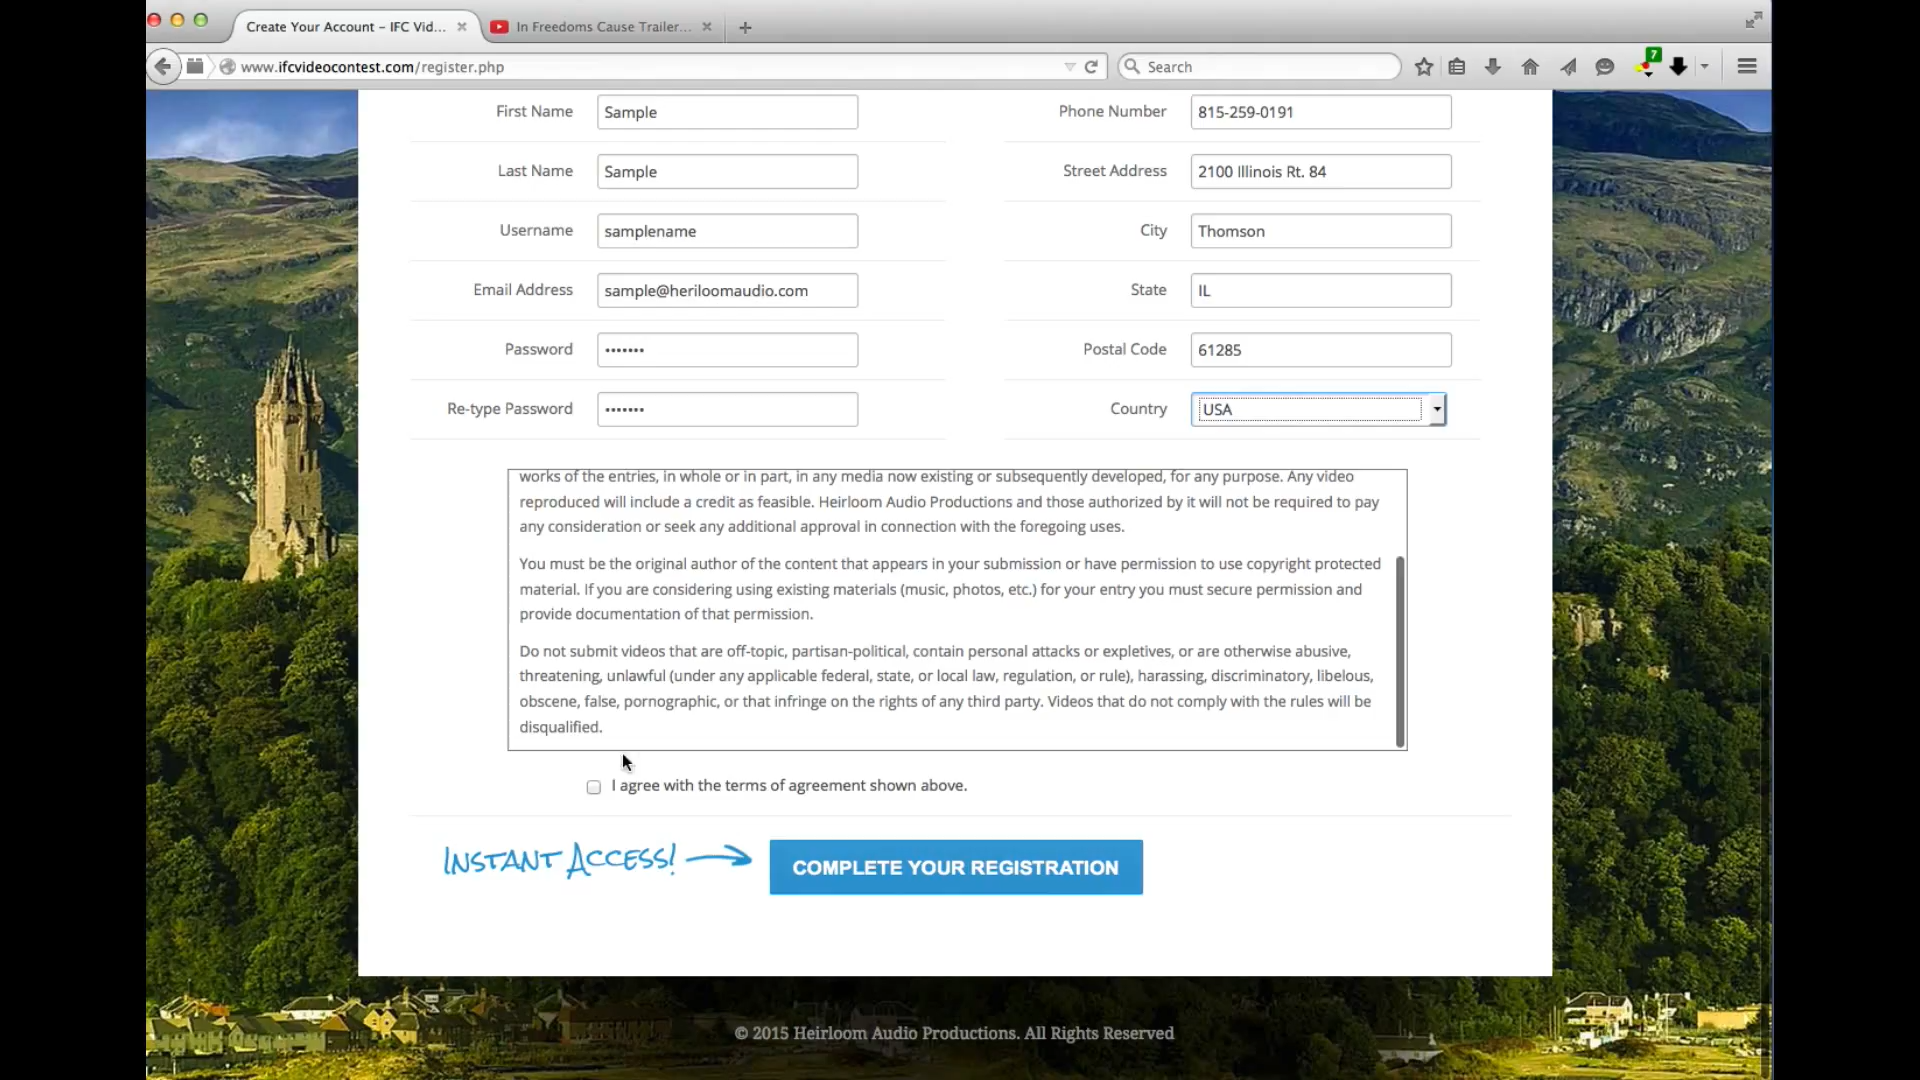 Create Your Account – IFC Vid...
In Freedoms Cause Trailer...
www.ifcvideocontest.com/register.php
Search
7
First Name
Sample
Phone Number
815-259-0191
Last Name
Sample
Street Address
2100 Illinois Rt. 84
Username
samplename
City
Thomson
Email Address
sample@heriloomaudio.com
State
IL
Password
•••••••
Postal Code
61285
Re-type Password
•••••••
Country
USA
works of the entries, in whole or in part, in any media now existing or subsequently developed, for any purpose. Any video
reproduced will include a credit as feasible. Heirloom Audio Productions and those authorized by it will not be required to pay
any consideration or seek any additional approval in connection with the foregoing uses.
You must be the original author of the content that appears in your submission or have permission to use copyright protected
material. If you are considering using existing materials (music, photos, etc.) for your entry you must secure permission and
provide documentation of that permission.
Do not submit videos that are off-topic, partisan-political, contain personal attacks or expletives, or are otherwise abusive,
threatening, unlawful (under any applicable federal, state, or local law, regulation, or rule), harassing, discriminatory, libelous,
obscene, false, pornographic, or that infringe on the rights of any third party. Videos that do not comply with the rules will be
disqualified.
I agree with the terms of agreement shown above.
INSTANT ACCESS!
COMPLETE YOUR REGISTRATION
© 2015 Heirloom Audio Productions. All Rights Reserved